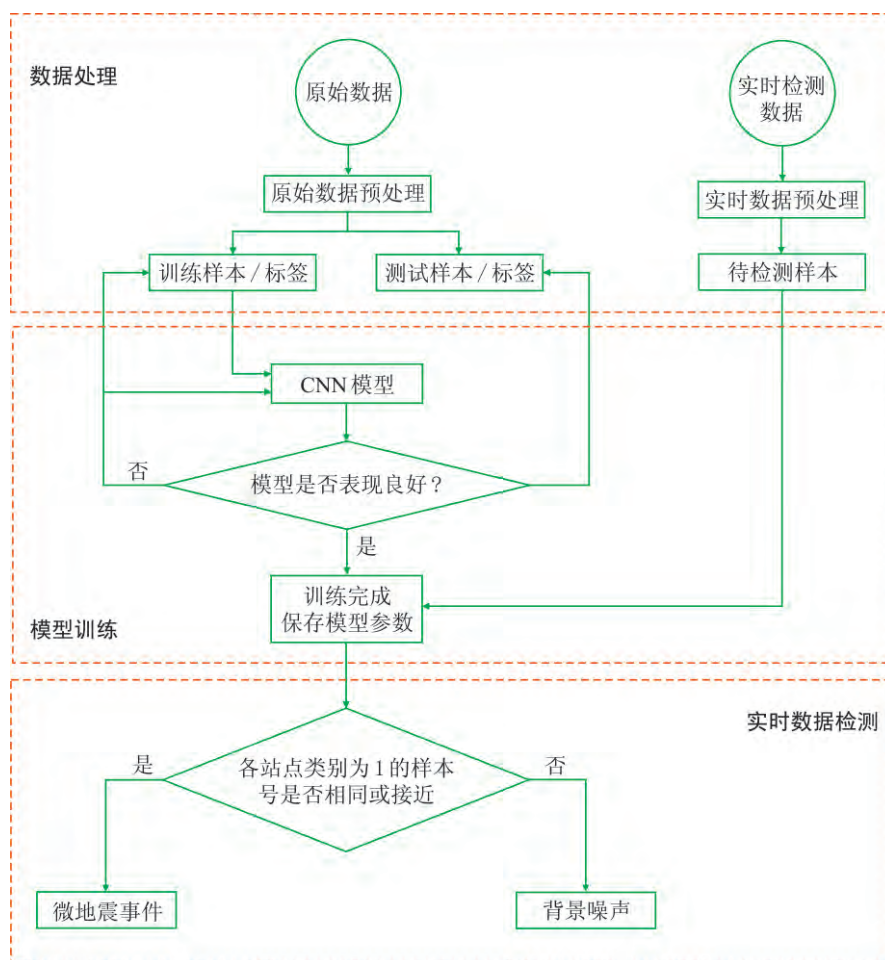 数据处理
原始数据
实时检测
数据
原始数据预处理
实时数据预处理
训练样本/标签
测试样本/标签
待检测样本
CNN模型
否
模型是否表现良好?
是
训练完成
保存模型参数
模型训练
实时数据检测
是
各站点类别为1的样本
号是否相同或接近
否
微地震事件
背景噪声